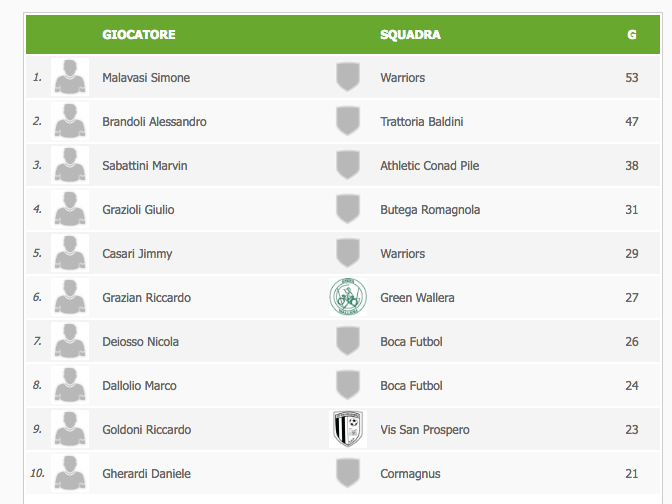 GIOCATORE SQUADRA G
1. Malavasi Simone Warriors 53
2. Brandoli Alessandro Trattoria Baldini 47
3. Sabattini Marvin Athletic Conad Pile 38
4. Grazioli Giulio Butega Romagnola 31
5. Casari Jimmy Warriors 29
6. Grazian Riccardo Green Wallera 27
7. Deiosso Nicola Boca Futbol 26
8. Dallolio Marco Boca Futbol 24
9. Goldoni Riccardo Vis San Prospero 23
10. Gherardi Daniele Cormagnus 21